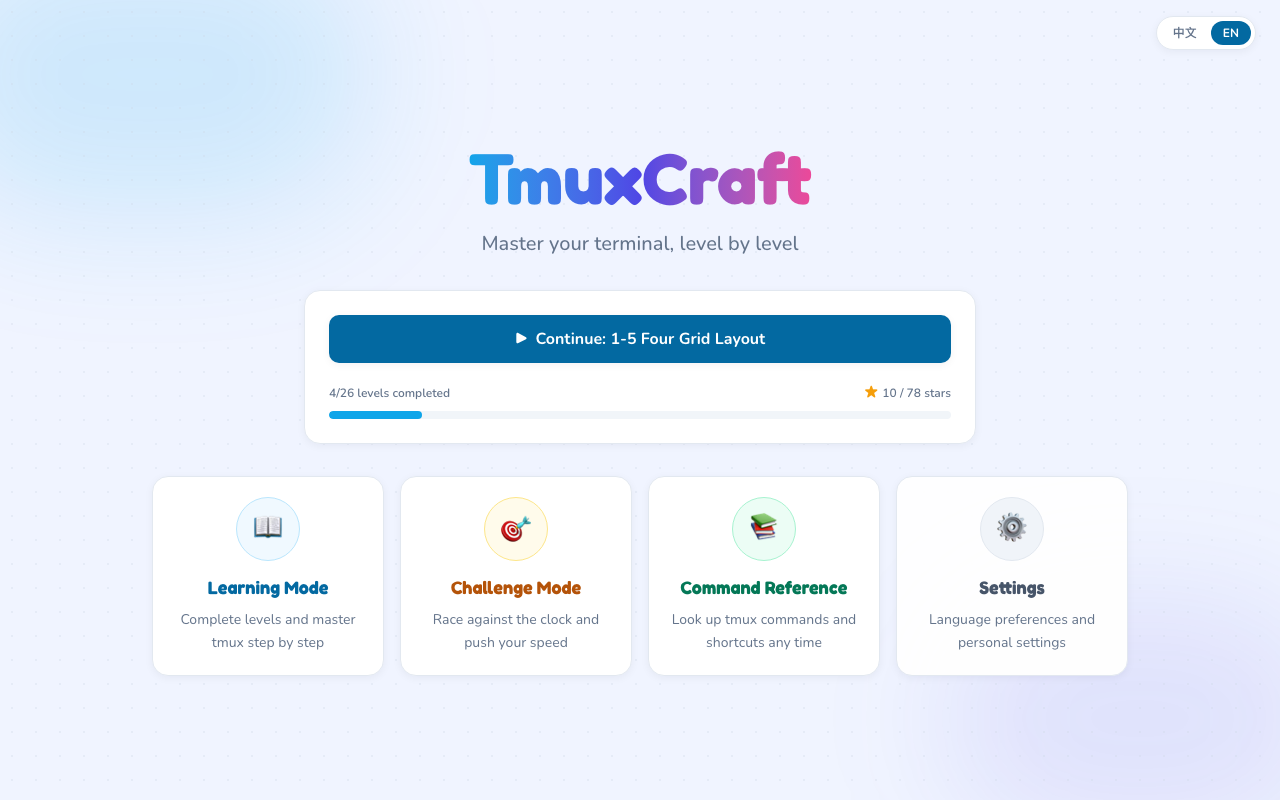 中文 EN
TmuxCraft
Master your terminal, level by level
Continue: 1-5 Four Grid Layout
4/26 levels completed
10 / 78 stars
Learning Mode
Complete levels and master
tmux step by step
Challenge Mode
Race against the clock and
push your speed
Command Reference
Look up tmux commands and
shortcuts any time
Settings
Language preferences and
personal settings